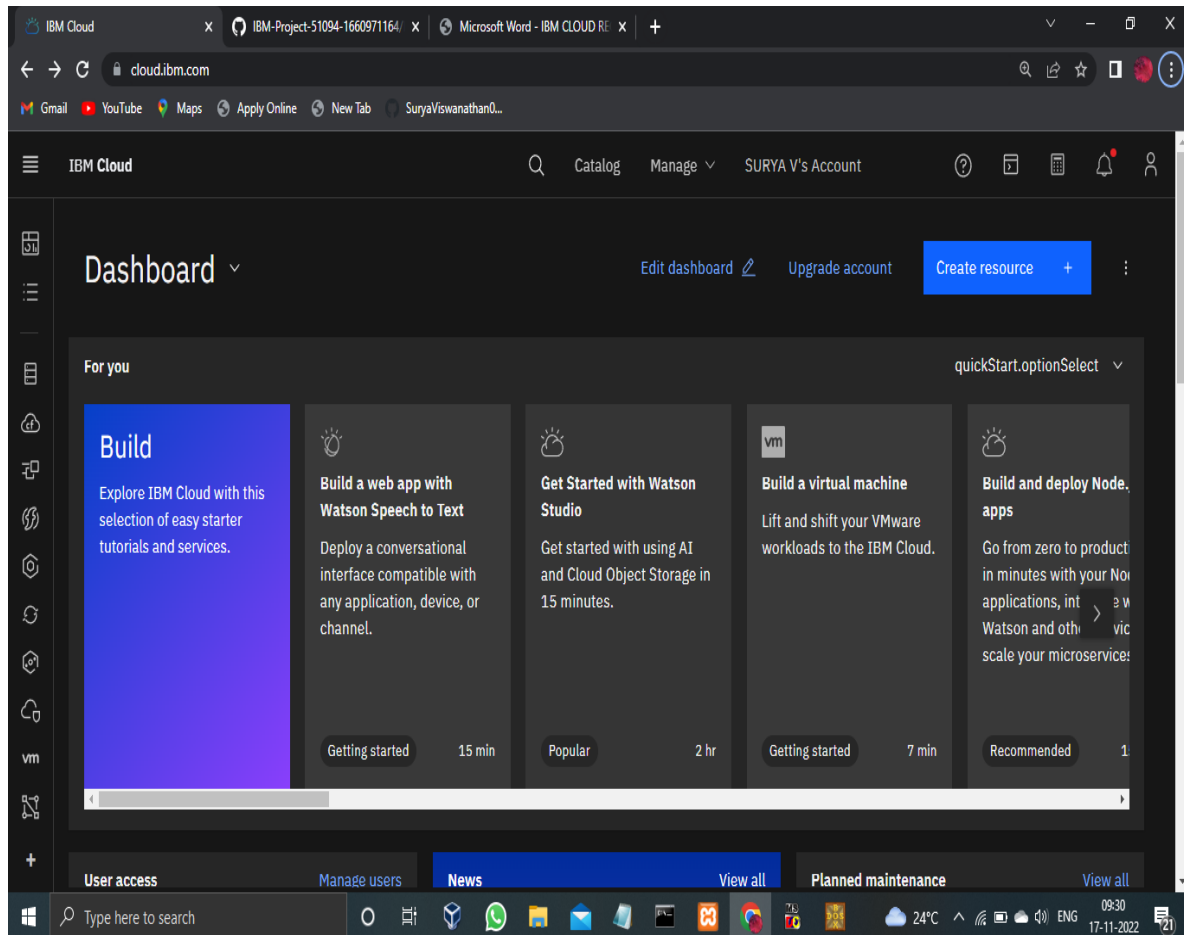 IBM Cloud
IBM-Project-51094-1660971164/
Microsoft Word - IBM CLOUD RE
cloud.ibm.com
Gmail
YouTube
Maps
Apply Online
New Tab
SuryaViswanathan0...
IBM Cloud
Catalog
Manage
SURYA V's Account
Dashboard
Edit dashboard
Upgrade account
Create resource +
For you
quickStart.optionSelect
Build
Explore IBM Cloud with this
selection of easy starter
tutorials and services.
Build a web app with
Watson Speech to Text
Deploy a conversational
interface compatible with
any application, device, or
channel.
Getting started
15 min
Get Started with Watson
Studio
Get started with using AI
and Cloud Object Storage in
15 minutes.
Popular
2 hr
vm
Build a virtual machine
Lift and shift your VMware
workloads to the IBM Cloud.
Getting started
7 min
Build and deploy Node.
apps
Go from zero to producti
in minutes with your No
applications, int
Watson and oth
scale your microservices
Recommended
cf
vm
User access
Manage users
News
View all
Planned maintenance
View all
Type here to search
24°C
ENG
09:30
17-11-2022
21